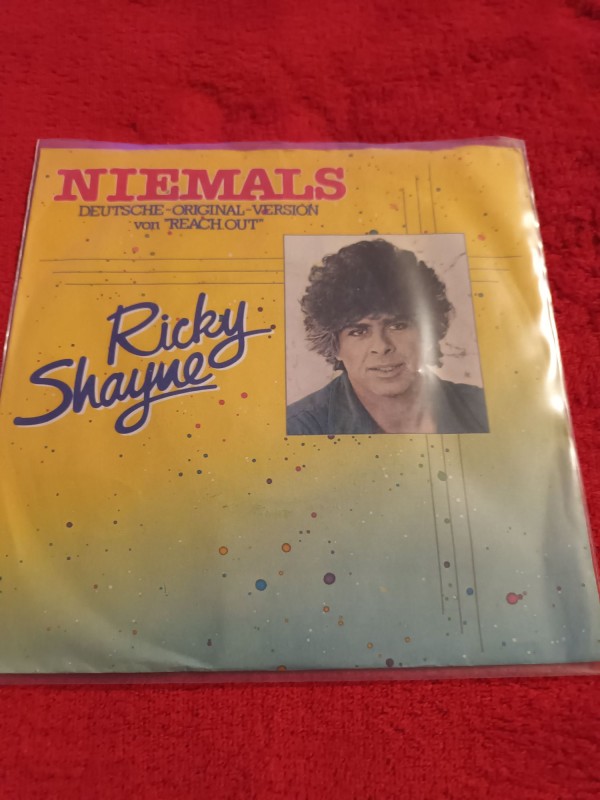 NIEMALS
DEUTSCHE-ORIGINAL-VERSION
von "REACH OUT"
Ricky
Shayne